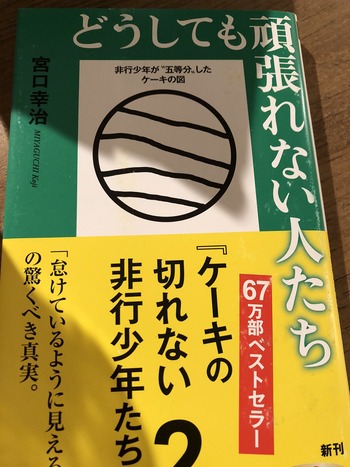 どうしても頑張れない人たち
宮口幸治
MIYAGUCHI Koji
非行少年が“五等分”した
ケーキの図
67万部ベストセラー
『ケーキの
切れない
非行少年たち
2
「怠けているように見える
の驚くべき真実。
新刊